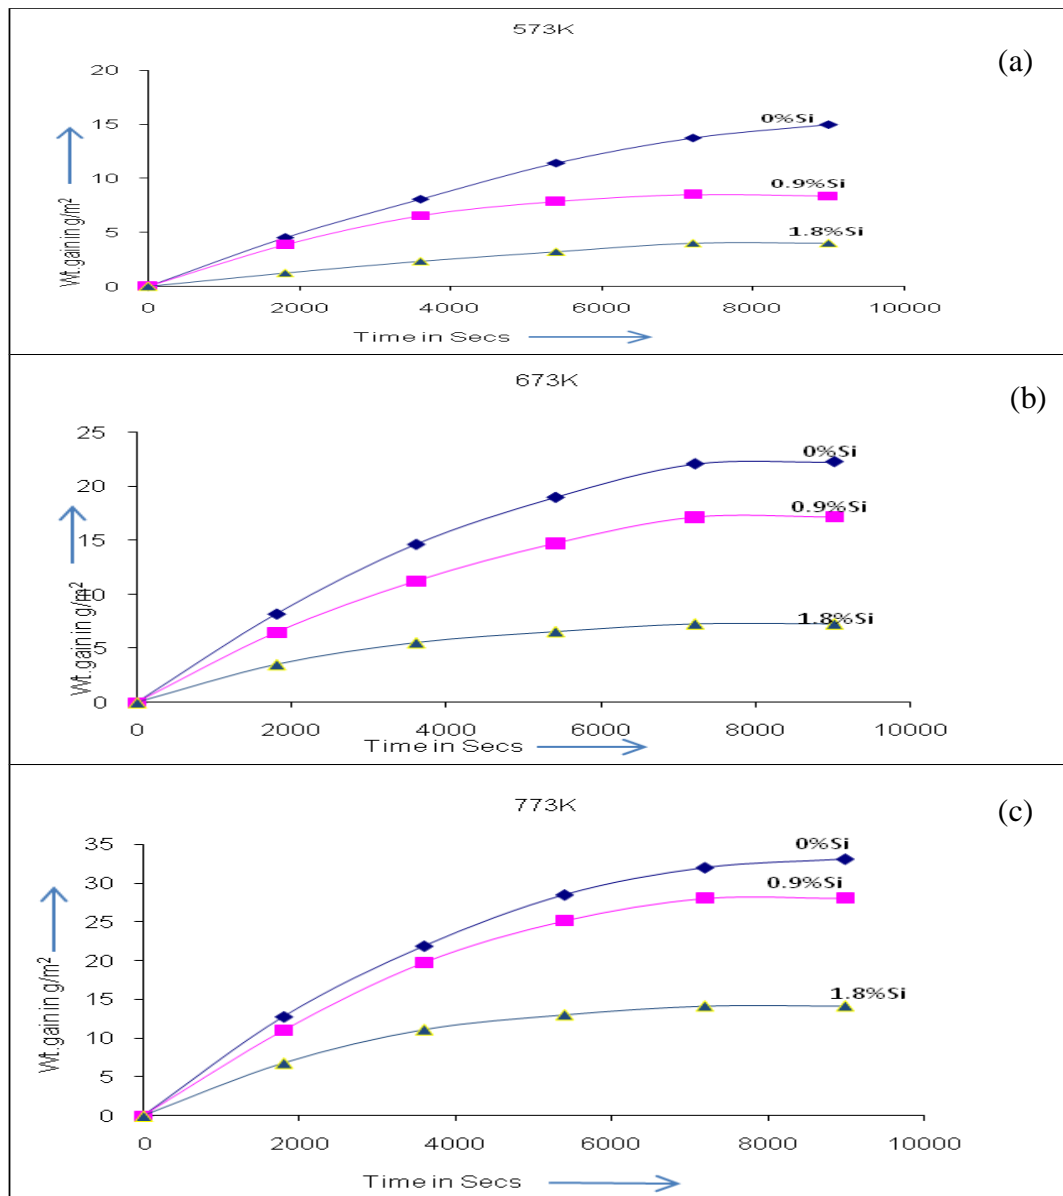 573K
(a)
20
15
10
5
0
Wt.gain in g/m²
0%Si
0.9%Si
1.8%Si
0 2000 4000 6000 8000 10000
Time in Secs
673K
(b)
25
20
15
10
5
0
Wt.gain in g/m²
0%Si
0.9%Si
1.8%Si
0 2000 4000 6000 8000 10000
Time in Secs
773K
(c)
35
30
25
20
15
10
5
0
Wt.gain in g/m²
0%Si
0.9%Si
1.8%Si
0 2000 4000 6000 8000 10000
Time in Secs